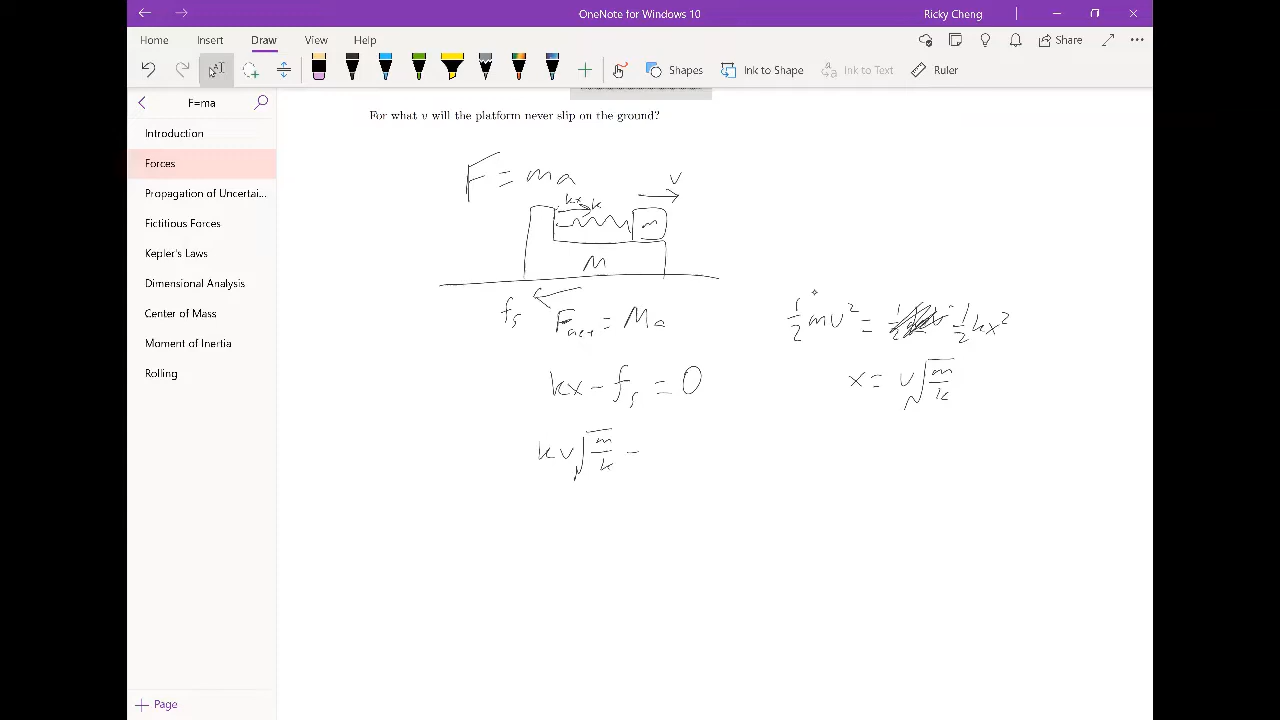 OneNote for Windows 10
Ricky Cheng
Home Insert Draw View Help
Share
Shapes
Ink to Shape
Ink to Text
Ruler
F=ma
Introduction
Forces
Propagation of Uncertai...
Fictitious Forces
Kepler's Laws
Dimensional Analysis
Center of Mass
Moment of Inertia
Rolling
Page
For what v will the platform never slip on the ground?
F = ma
v
kx k
m
M
fs
Fnet = Ma
½mv² = ½kx²
kx - fs = 0
x = v√(m/k)
kv√(m/k) -